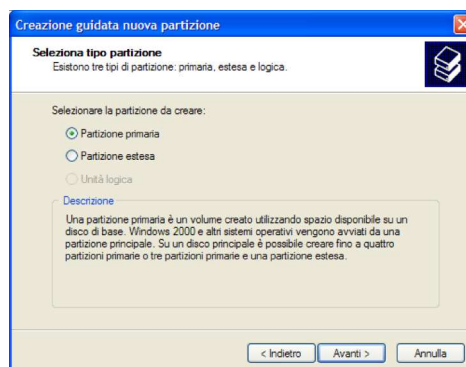 Creazione guidata nuova partizione
Seleziona tipo partizione
Esistono tre tipi di partizione: primaria, estesa e logica.
Selezionare la partizione da creare:
Partizione primaria
Partizione estesa
Unità logica
Descrizione
Una partizione primaria è un volume creato utilizzando spazio disponibile su un
disco di base. Windows 2000 e altri sistemi operativi vengono avviati da una
partizione principale. Su un disco principale è possibile creare fino a quattro
partizioni primarie o tre partizioni primarie e una partizione estesa.
< Indietro Avanti > Annulla